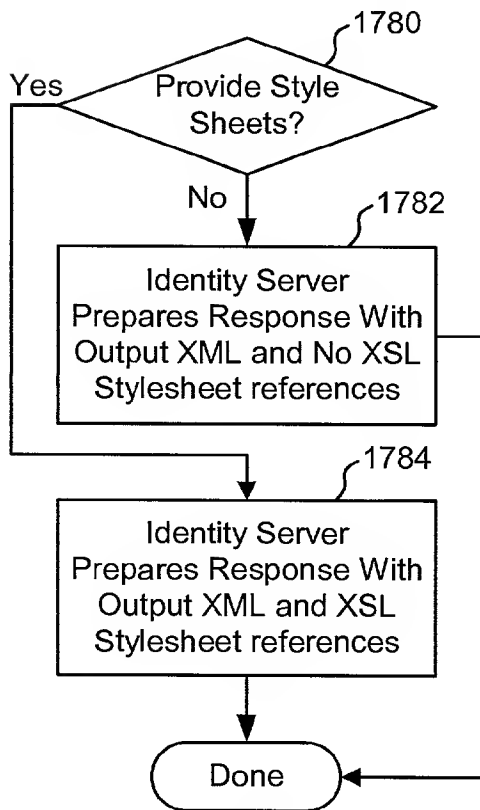 1780
Yes
Provide Style
Sheets?
No
1782
Identity Server
Prepares Response With
Output XML and No XSL
Stylesheet references
1784
Identity Server
Prepares Response With
Output XML and XSL
Stylesheet references
Done